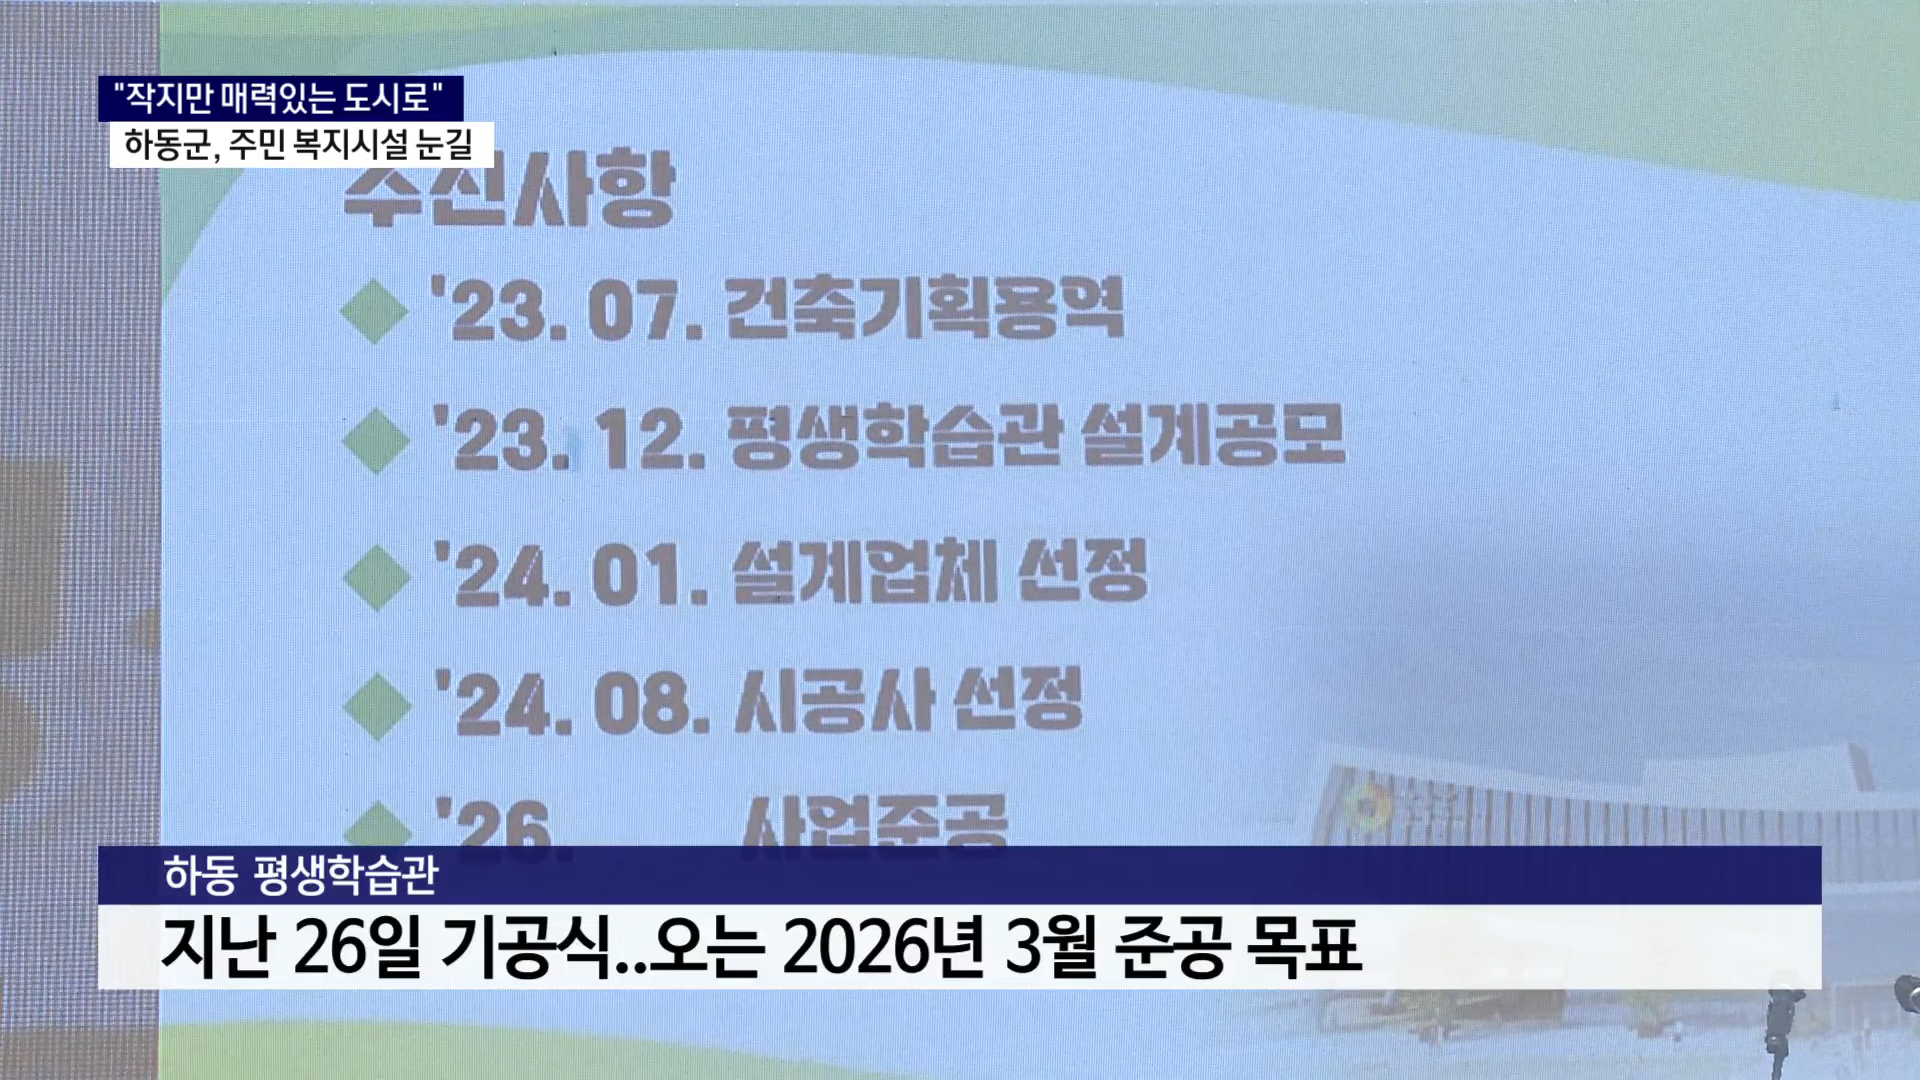 "작지만 매력있는 도시로"
하동군, 주민 복지시설 눈길
추진사항
'23. 07. 건축기획용역
'23. 12. 평생학습관 설계공모
'24. 01. 설계업체 선정
'24. 08. 시공사 선정
'26. 사업준공
하동 평생학습관
지난 26일 기공식..오는 2026년 3월 준공 목표